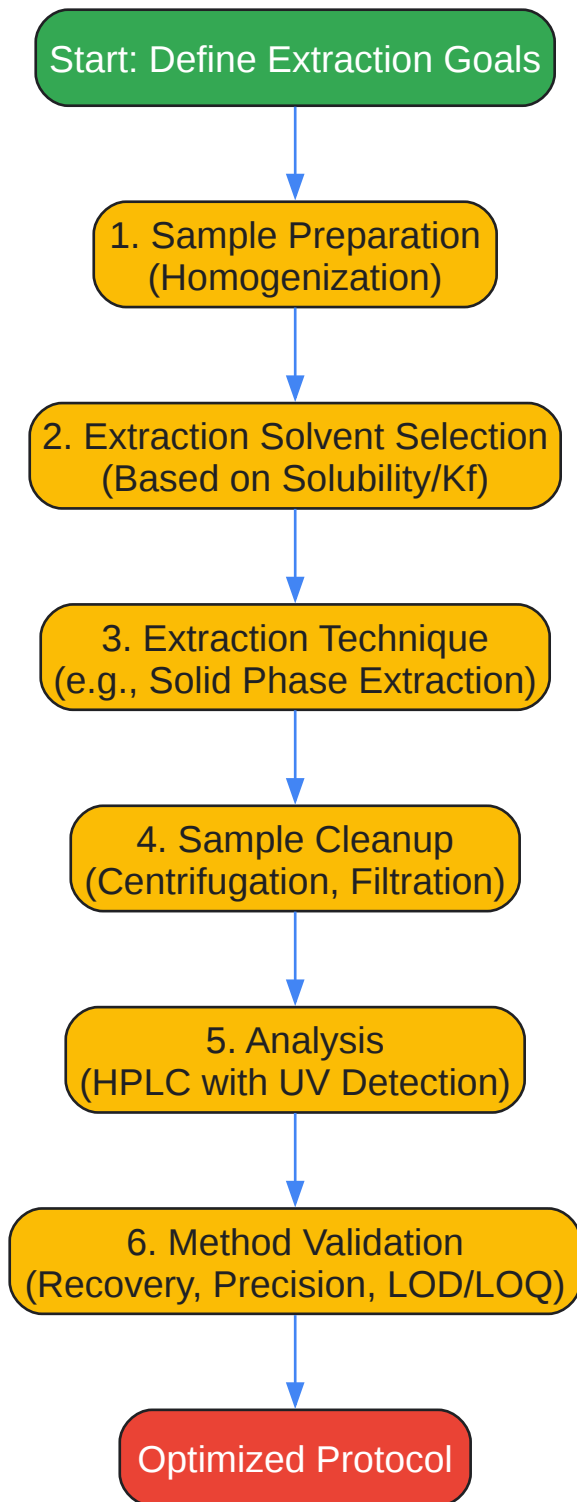 Start: Define Extraction Goals
1. Sample Preparation
(Homogenization)
2. Extraction Solvent Selection
(Based on Solubility/Kf)
3. Extraction Technique
(e.g., Solid Phase Extraction)
4. Sample Cleanup
(Centrifugation, Filtration)
5. Analysis
(HPLC with UV Detection)
6. Method Validation
(Recovery, Precision, LOD/LOQ)
Optimized Protocol